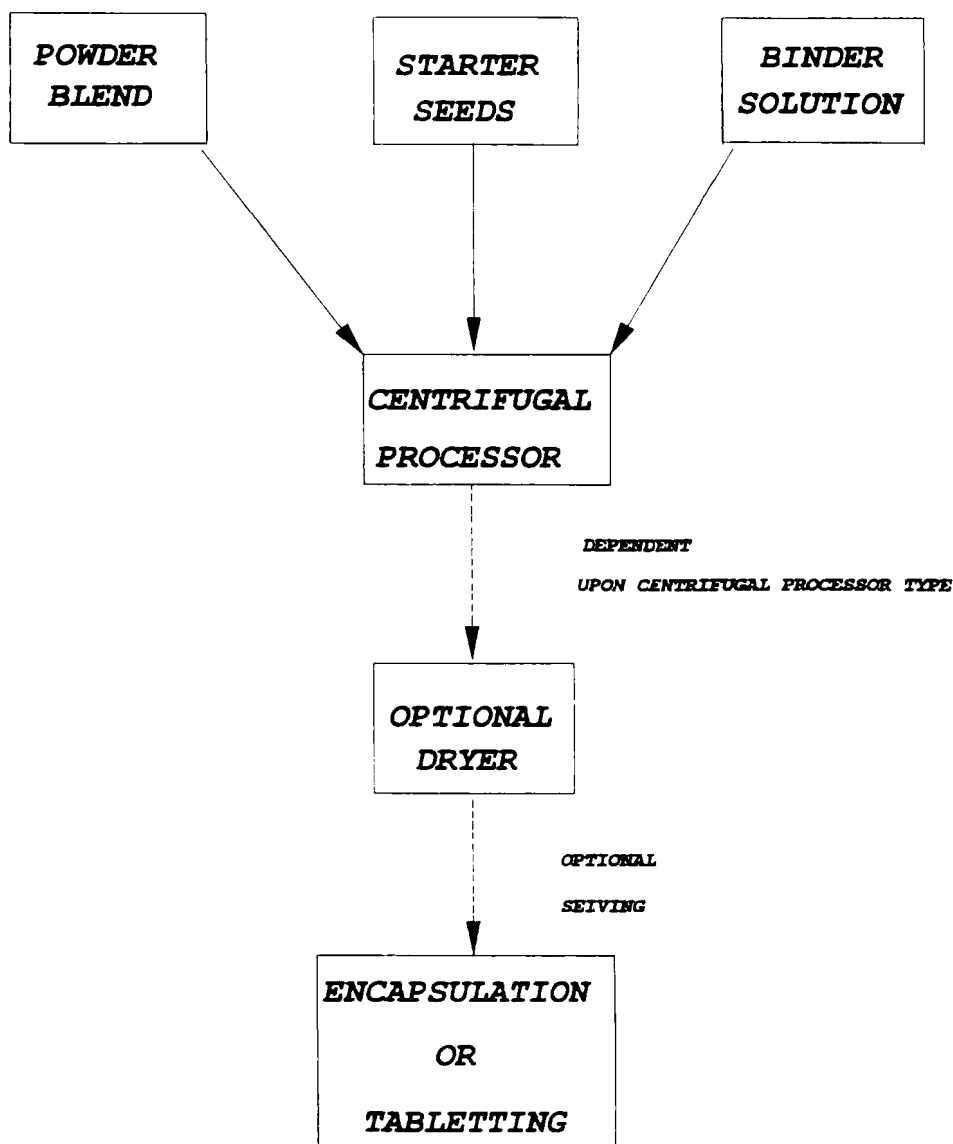 POWDER
BLEND
STARTER
SEEDS
BINDER
SOLUTION
CENTRIFUGAL
PROCESSOR
DEPENDENT
UPON CENTRIFUGAL PROCESSOR TYPE
OPTIONAL
DRYER
OPTIONAL
SEIVING
ENCAPSULATION
OR
TABLETTING